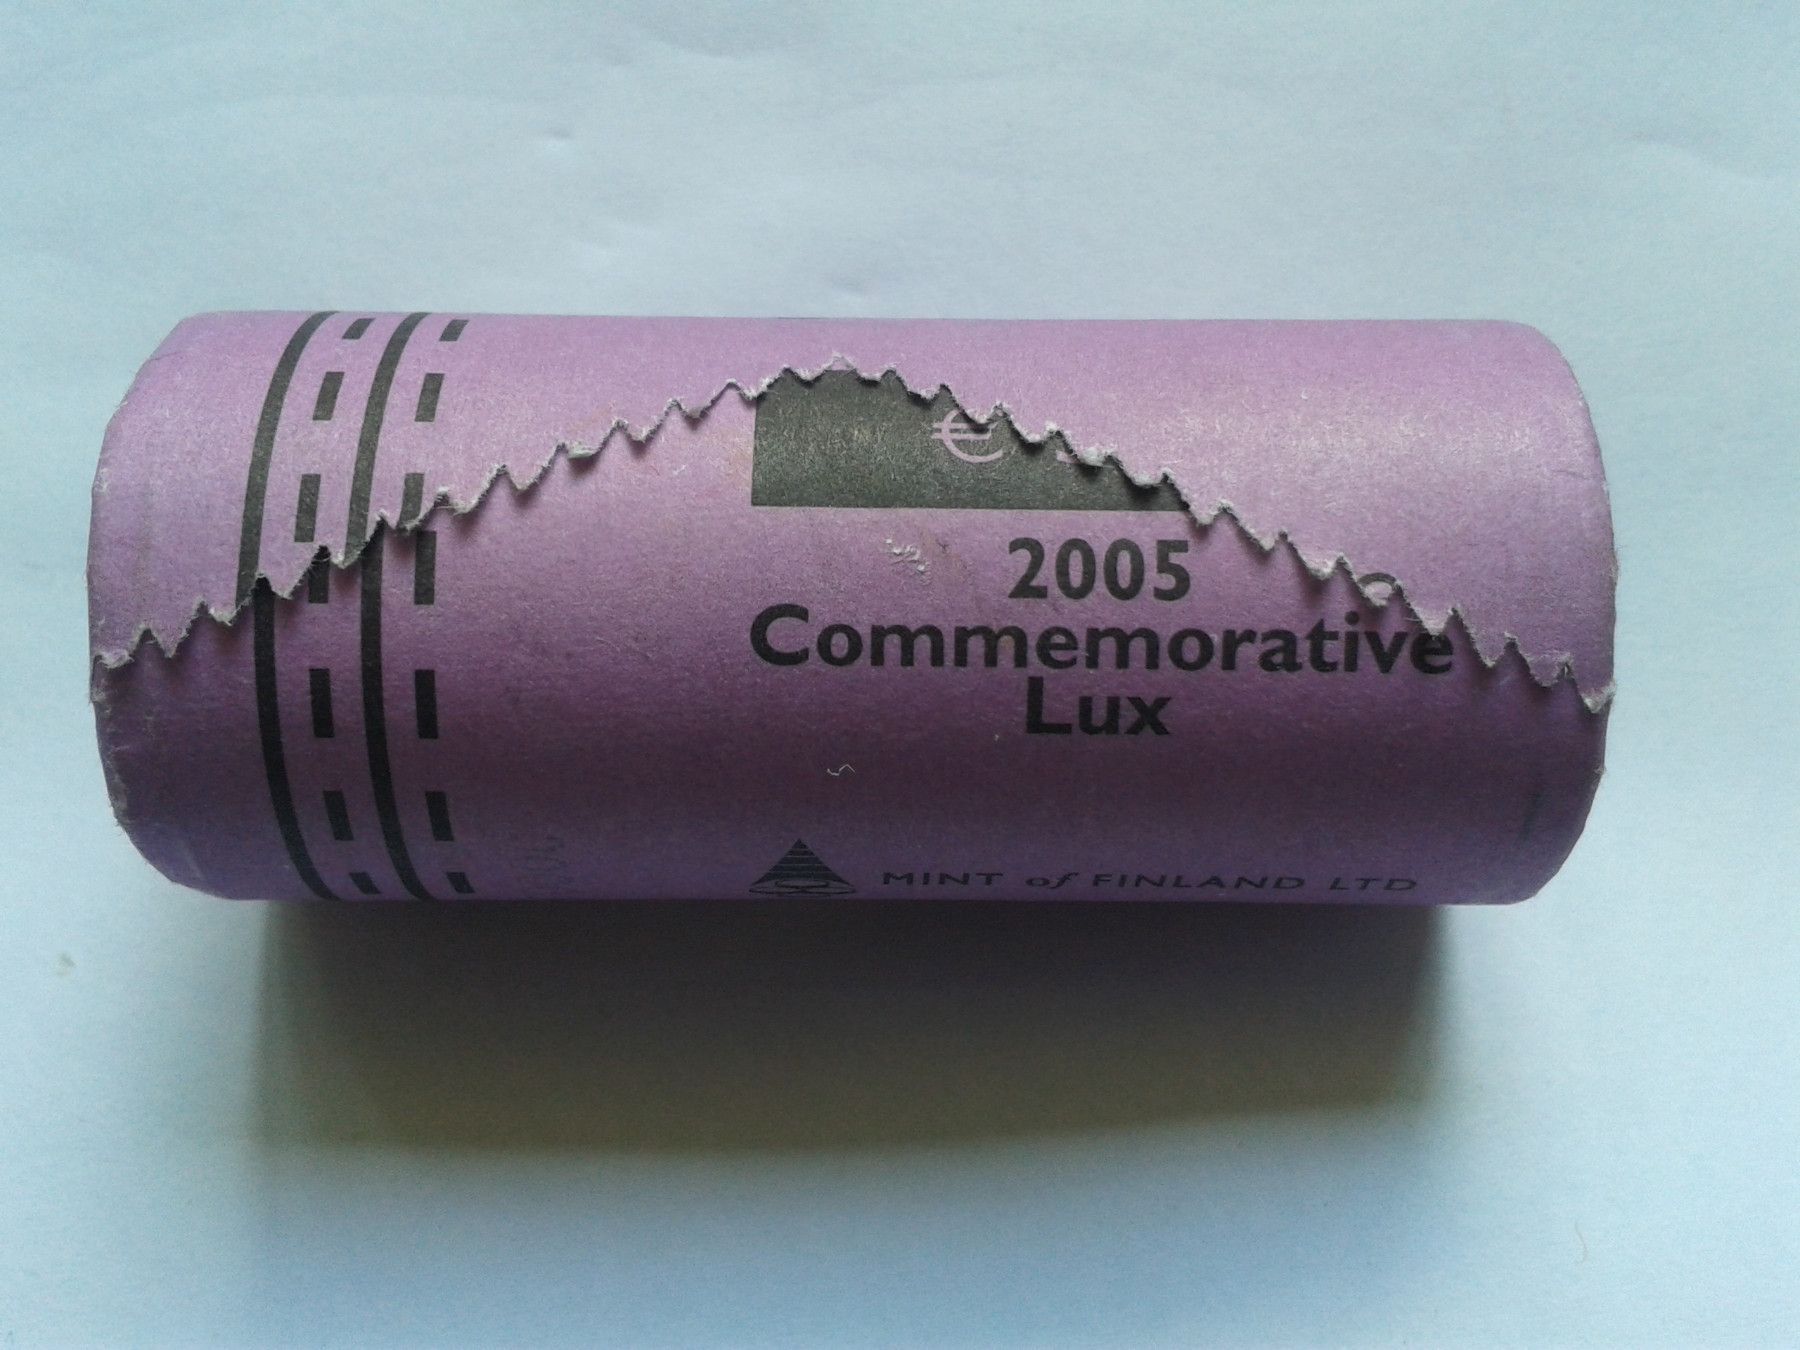 €
2005
Commemorative
Lux
MINT of FINLAND LTD